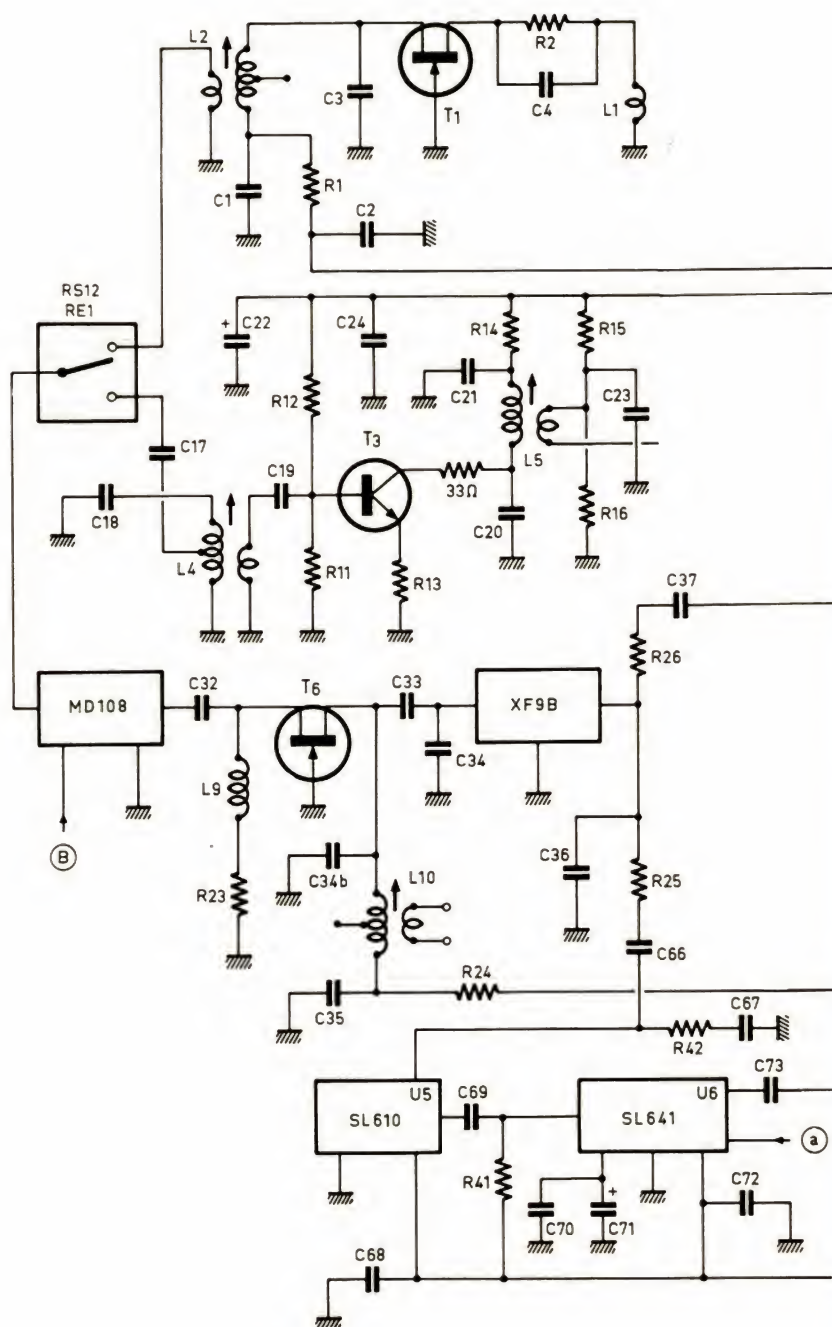 L2
R2
C3
T1
C4
L1
R1
C1
C2
RS12
RE1
+
C22
C24
R14
R15
C21
C23
R12
T3
L5
C17
C19
33Ω
C18
C20
R16
L4
R11
R13
C37
R26
MD108
C32
T6
C33
XF9B
C34
L9
B
C34b
C36
R25
L10
R23
C66
R24
C35
C67
R42
C73
U5
SL610
C69
U6
SL641
a
R41
C72
+
C70
C71
C68